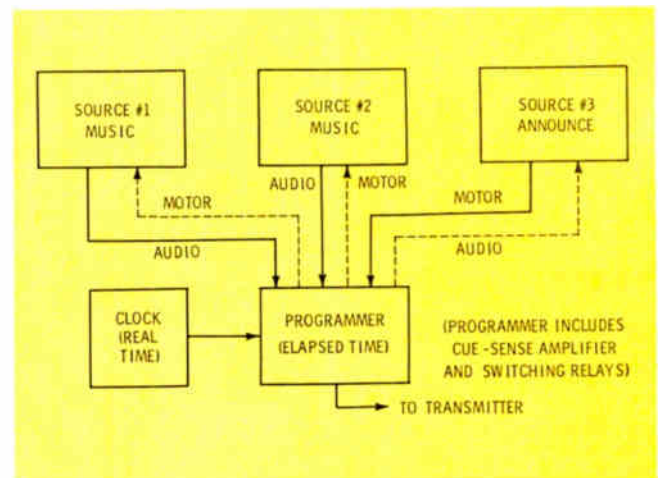 SOURCE #1
MUSIC
SOURCE #2
MUSIC
SOURCE #3
ANNOUNCE
AUDIO
MOTOR
MOTOR
MOTOR
AUDIO
AUDIO
CLOCK
(REAL
TIME)
PROGRAMMER
(ELAPSED TIME)
(PROGRAMMER INCLUDES
CUE-SENSE AMPLIFIER
AND SWITCHING RELAYS)
TO TRANSMITTER